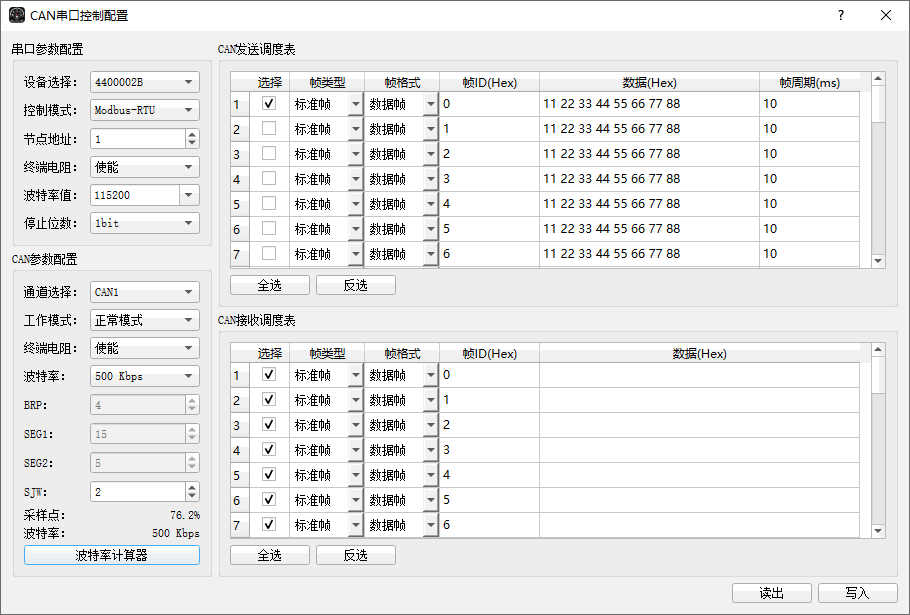 CAN串口控制配置
串口参数配置
设备选择: 4400002B
控制模式: Modbus-RTU
节点地址: 1
终端电阻: 使能
波特率值: 115200
停止位数: 1bit
CAN参数配置
通道选择: CAN1
工作模式: 正常模式
终端电阻: 使能
波特率: 500 Kbps
BRP: 4
SEG1: 15
SEG2: 5
SJW: 2
采样点: 76.2%
波特率: 500 Kbps
波特率计算器
CAN发送调度表
选择 帧类型 帧格式 帧ID(Hex) 数据(Hex) 帧周期(ms)
1 标准帧 数据帧 0 11 22 33 44 55 66 77 88 10
2 标准帧 数据帧 1 11 22 33 44 55 66 77 88 10
3 标准帧 数据帧 2 11 22 33 44 55 66 77 88 10
4 标准帧 数据帧 3 11 22 33 44 55 66 77 88 10
5 标准帧 数据帧 4 11 22 33 44 55 66 77 88 10
6 标准帧 数据帧 5 11 22 33 44 55 66 77 88 10
7 标准帧 数据帧 6 11 22 33 44 55 66 77 88 10
全选 反选
CAN接收调度表
选择 帧类型 帧格式 帧ID(Hex) 数据(Hex)
1 标准帧 数据帧 0
2 标准帧 数据帧 1
3 标准帧 数据帧 2
4 标准帧 数据帧 3
5 标准帧 数据帧 4
6 标准帧 数据帧 5
7 标准帧 数据帧 6
全选 反选
读出 写入